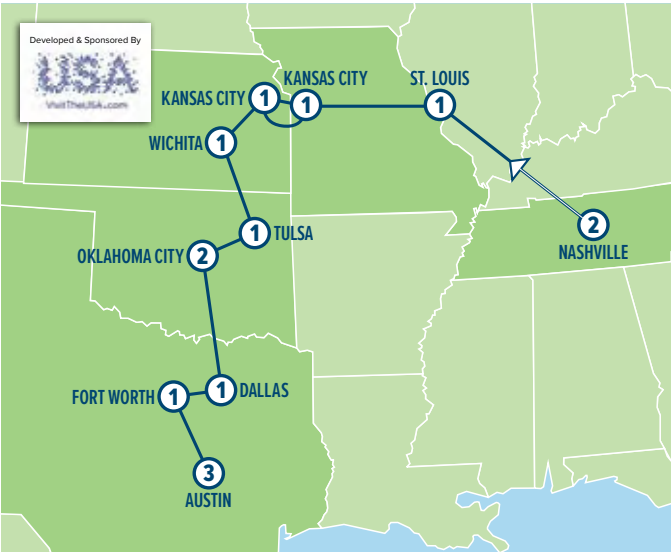 Developed & Sponsored By
USA
VisitTheUSA.com
KANSAS CITY
1
KANSAS CITY
1
ST. LOUIS
1
WICHITA
1
1
TULSA
2
NASHVILLE
OKLAHOMA CITY
2
FORT WORTH
1
1
DALLAS
3
AUSTIN